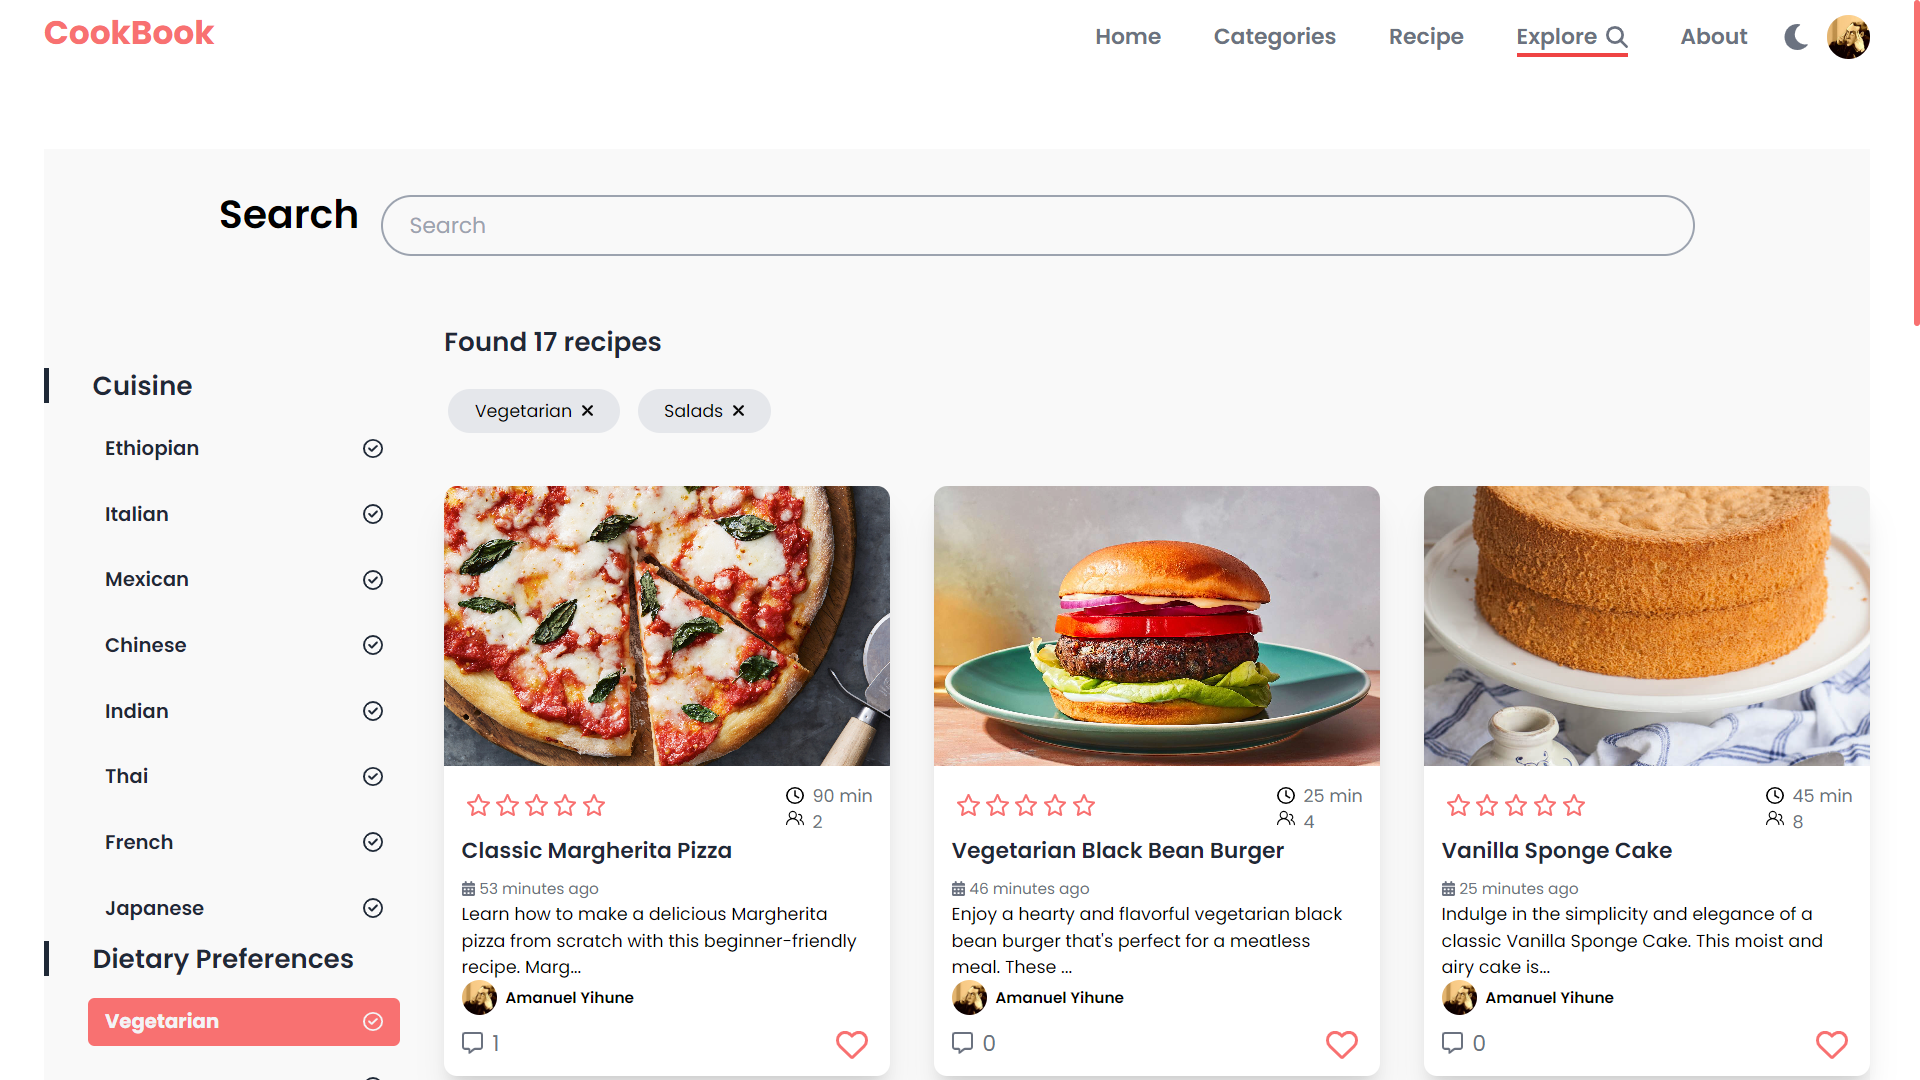 CookBook
Home
Categories
Recipe
Explore
About
Search
Search
Found 17 recipes
Vegetarian
Salads
Cuisine
Ethiopian
Italian
Mexican
Chinese
Indian
Thai
French
Japanese
Dietary Preferences
Vegetarian
90 min
2
Classic Margherita Pizza
53 minutes ago
Learn how to make a delicious Margherita
pizza from scratch with this beginner-friendly
recipe. Marg...
Amanuel Yihune
1
25 min
4
Vegetarian Black Bean Burger
46 minutes ago
Enjoy a hearty and flavorful vegetarian black
bean burger that's perfect for a meatless
meal. These ...
Amanuel Yihune
0
45 min
8
Vanilla Sponge Cake
25 minutes ago
Indulge in the simplicity and elegance of a
classic Vanilla Sponge Cake. This moist and
airy cake is...
Amanuel Yihune
0